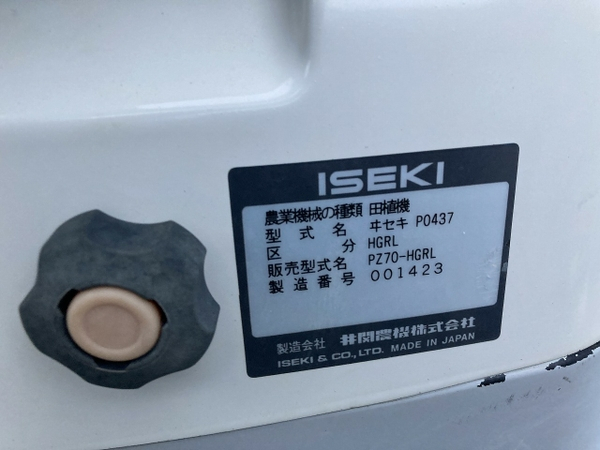 ISEKI
農業機械の種類 田植機
型式名 ヰセキ P0437
区分 HGRL
販売型式名 PZ70-HGRL
製造番号 001423
製造会社 井関農機株式会社
ISEKI & CO., LTD. MADE IN JAPAN